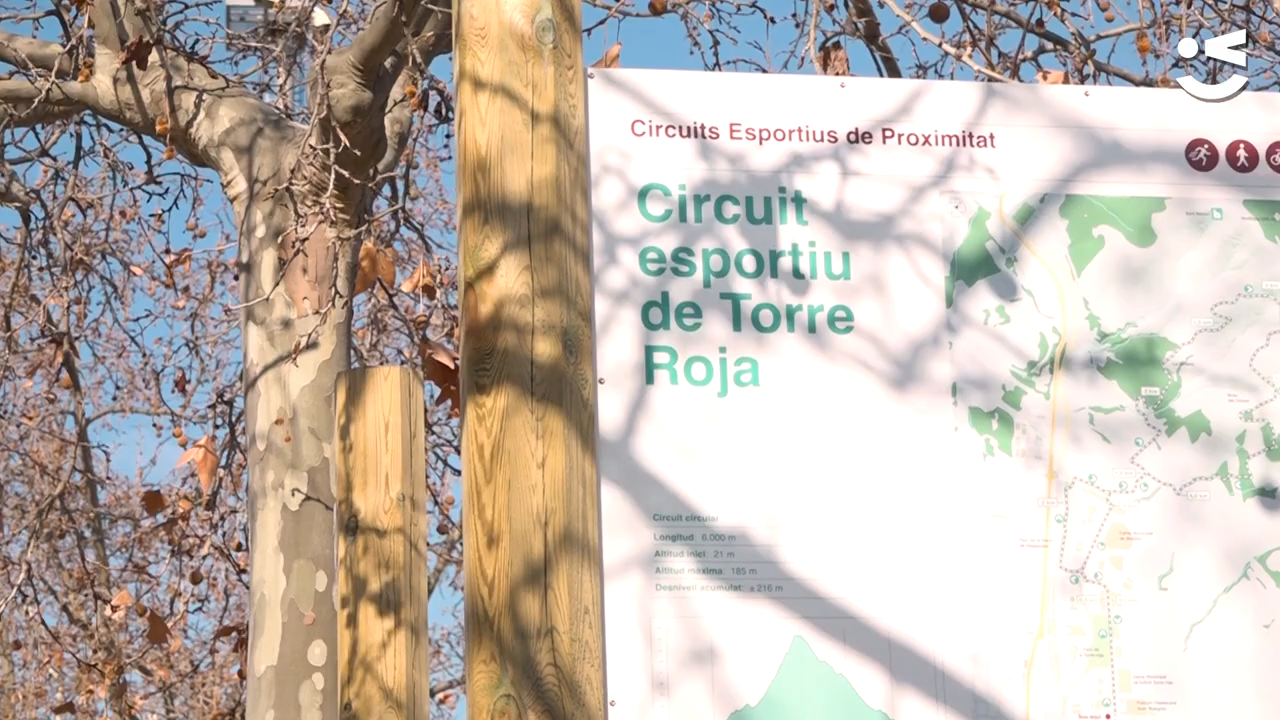 Circuits Esportius de Proximitat
Circuit
esportiu
de Torre
Roja
Circuit circular
Longitud: 6.000 m
Altitud inici: 21 m
Altitud màxima: 185 m
Desnivell acumulat: ± 216 m